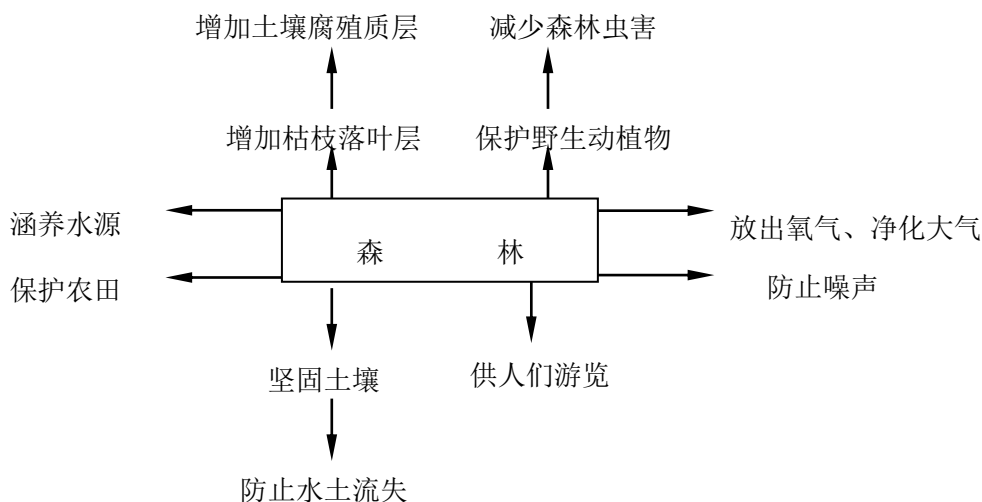 增加土壤腐殖质层 减少森林虫害
增加枯枝落叶层 保护野生动植物
涵养水源 放出氧气、净化大气
森 林
保护农田 防止噪声
坚固土壤 供人们游览
防止水土流失